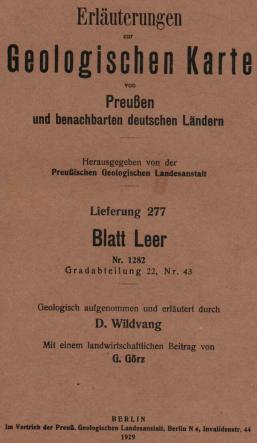 Erläuterungen
zur
Geologischen Karte
von
Preußen
und benachbarten deutschen Ländern
Herausgegeben von der
Preußischen Geologischen Landesanstalt
Lieferung 277
Blatt Leer
Nr. 1282
Gradabteilung 22, Nr. 43
Geologisch aufgenommen und erläutert durch
D. Wildvang
Mit einem landwirtschaftlichen Beitrag von
G. Görz
BERLIN
Im Vertrieb der Preuß. Geologischen Landesanstalt, Berlin N 4, Invalidenstr. 44
1929